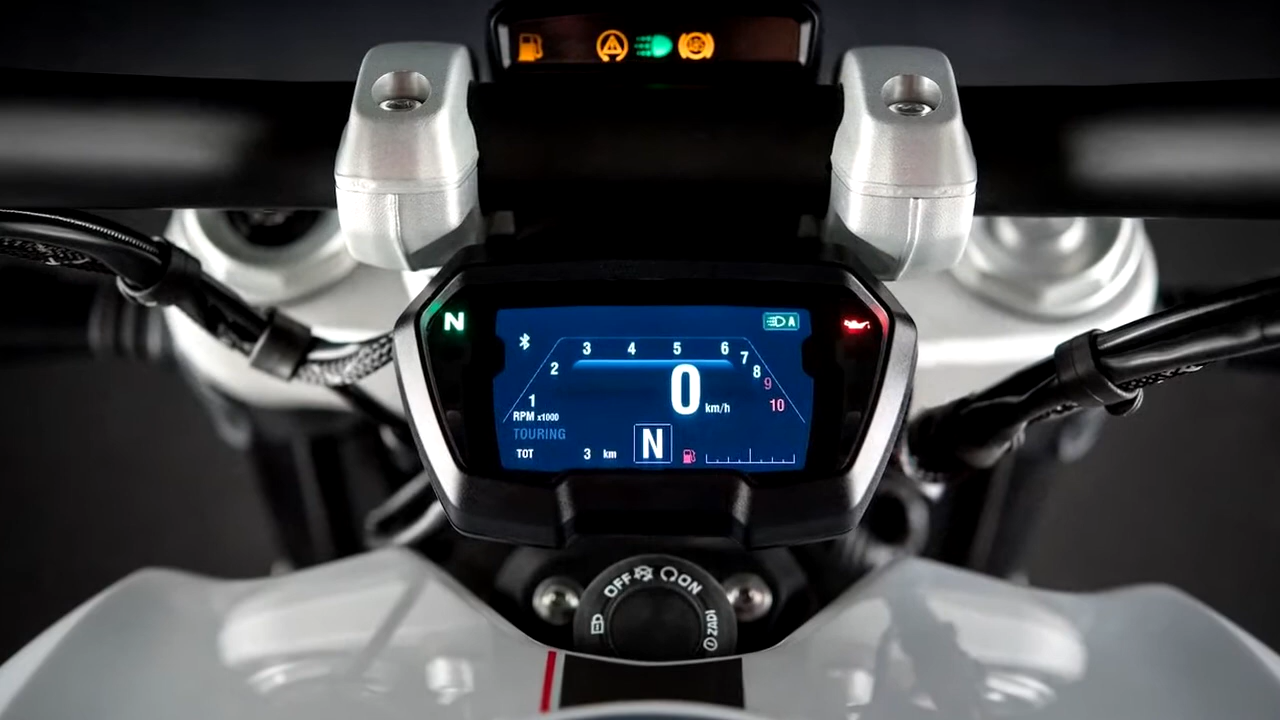 N
A
3 4 5 6
2 7
8
9
1 10
0 km/h
RPM x1000
TOURING
N
TOT 3 km
OFF ON
ZADI